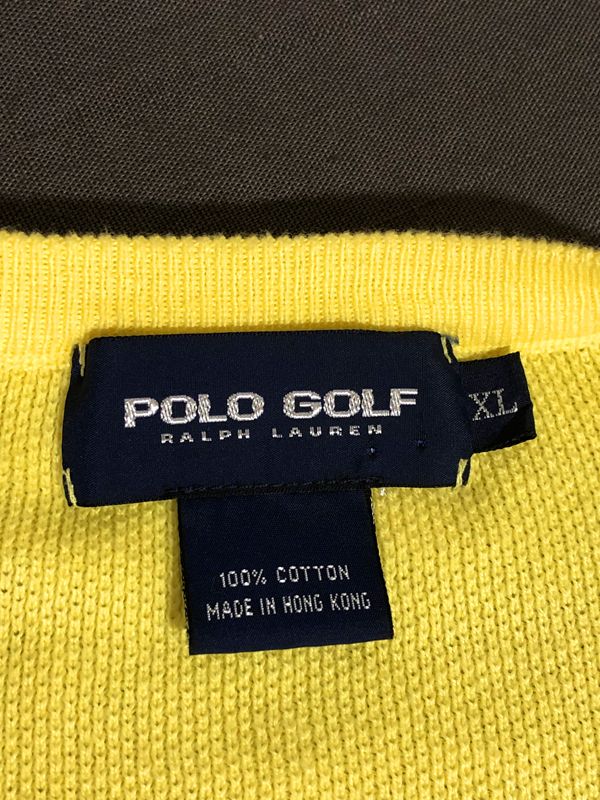 POLO GOLF
RALPH LAUREN
XL
100% COTTON
MADE IN HONG KONG